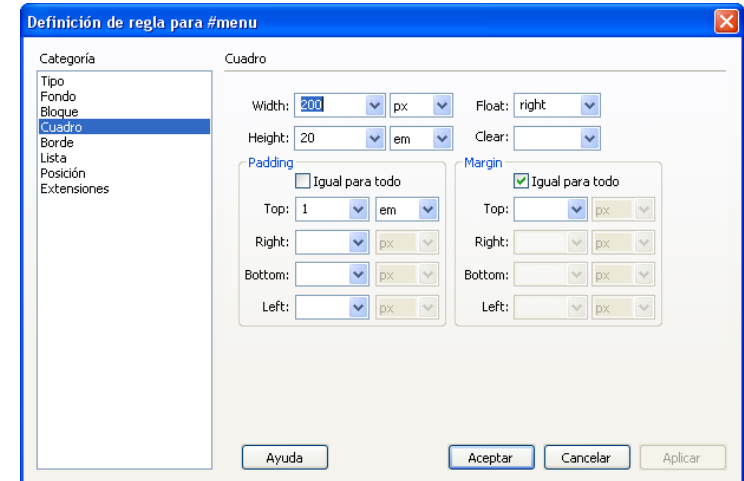 Definición de regla para #menu
Categoría
Cuadro
Tipo
Fondo
Bloque
Cuadro
Borde
Lista
Posición
Extensiones
Width: 200 px Float: right
Height: 20 em Clear:
Padding Margin
Igual para todo Igual para todo
Top: 1 em Top: px
Right: px Right: px
Bottom: px Bottom: px
Left: px Left: px
Ayuda Aceptar Cancelar Aplicar